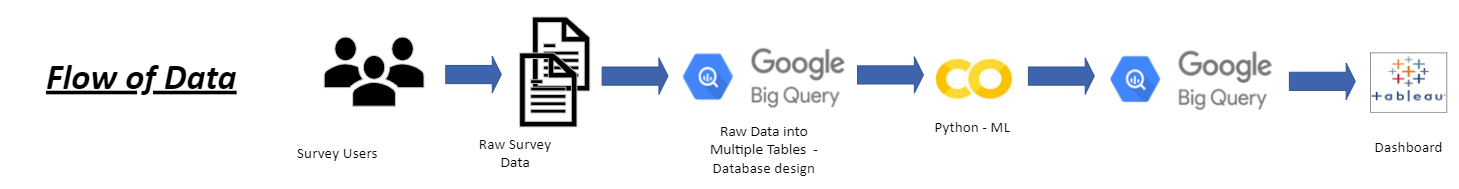 Flow of Data
Survey Users
Raw Survey
Data
Google
Big Query
Raw Data into
Multiple Tables -
Database design
CO
Python - ML
Google
Big Query
+ableau
Dashboard